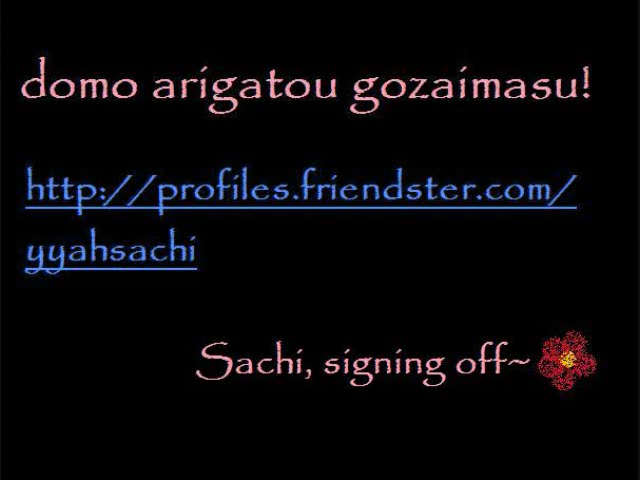 domo arigatou gozaimasu!
http://profiles.friendster.com/
yyahsachi
Sachi, signing off~